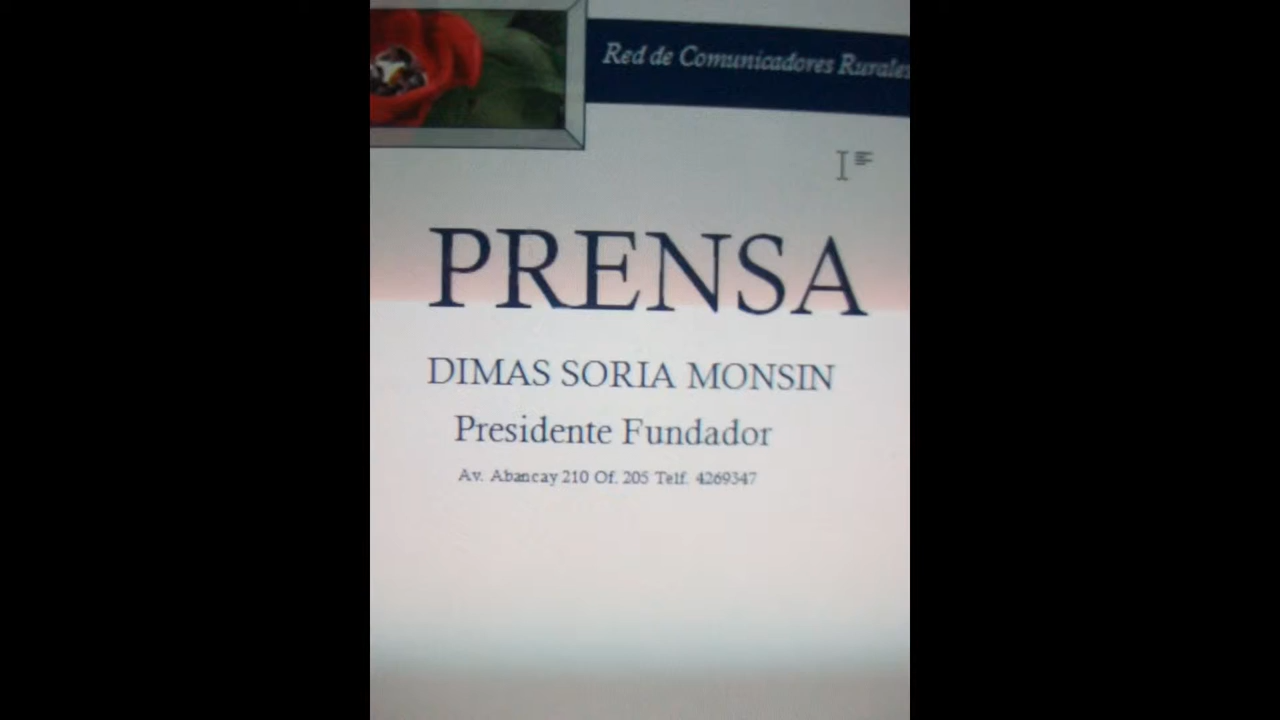 Red de Comunicadores Rurales
PRENSA
DIMAS SORIA MONSIN
Presidente Fundador
Av. Abancay 210 Of. 205 Telf. 4269347